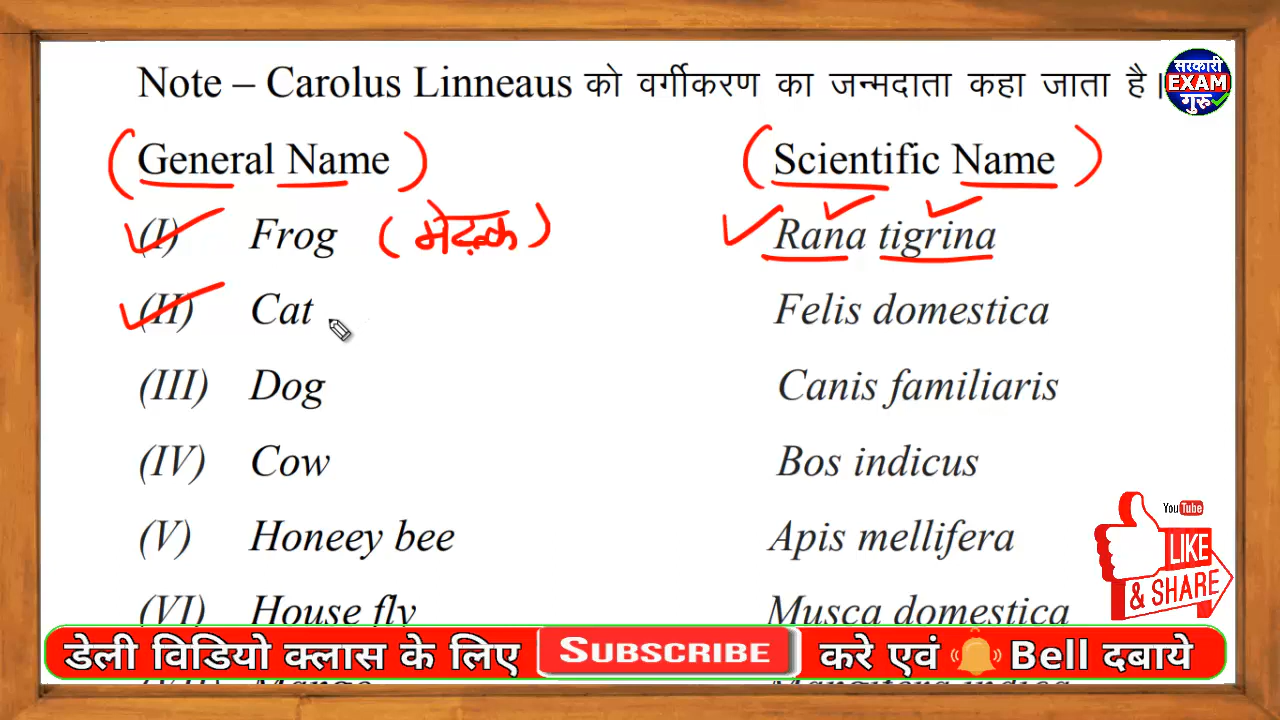 Note – Carolus Linneaus को वर्गीकरण का जन्मदाता कहा जाता है।
सरकारी
EXAM
गुरु
General Name Scientific Name
(I) Frog (मेंढ़क) Rana tigrina
(II) Cat Felis domestica
(III) Dog Canis familiaris
(IV) Cow Bos indicus
(V) Honeey bee Apis mellifera
YouTube
LIKE
& SHARE
(VI) House fly Musca domestica
डेली विडियो क्लास के लिए SUBSCRIBE करे एवं Bell दबाये